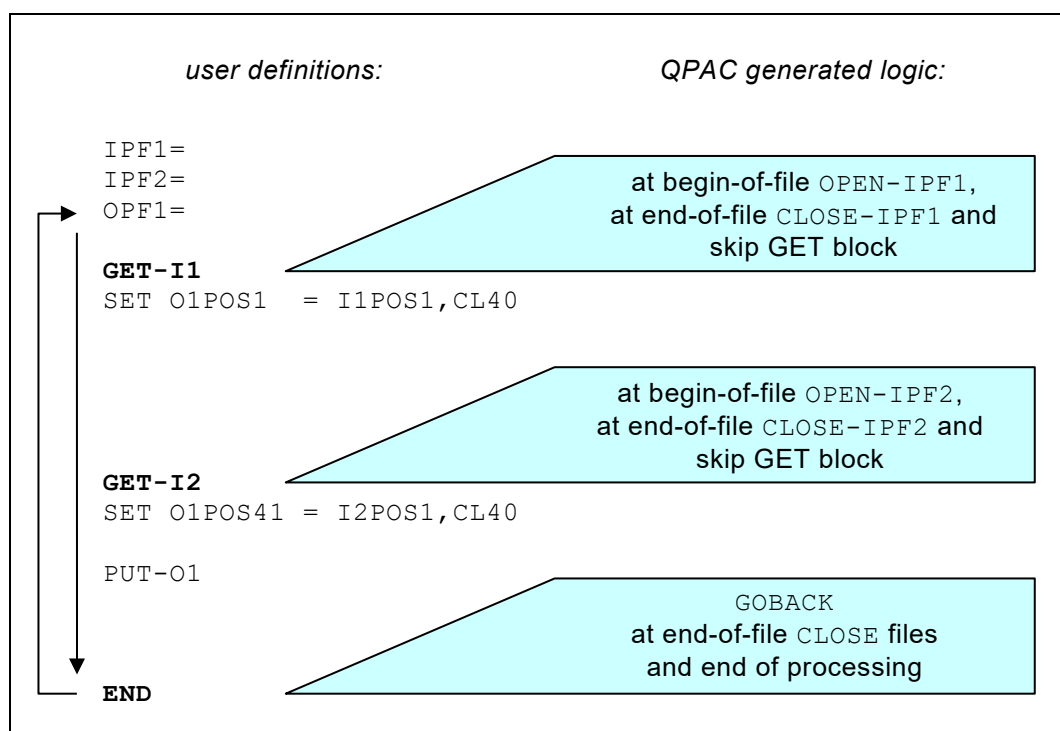 user definitions: QPAC generated logic:
IPF1=
IPF2=
OPF1=
at begin-of-file OPEN-IPF1,
at end-of-file CLOSE-IPF1 and
skip GET block
GET-I1
SET O1POS1 = I1POS1,CL40
at begin-of-file OPEN-IPF2,
at end-of-file CLOSE-IPF2 and
skip GET block
GET-I2
SET O1POS41 = I2POS1,CL40
PUT-O1
GOBACK
at end-of-file CLOSE files
and end of processing
END